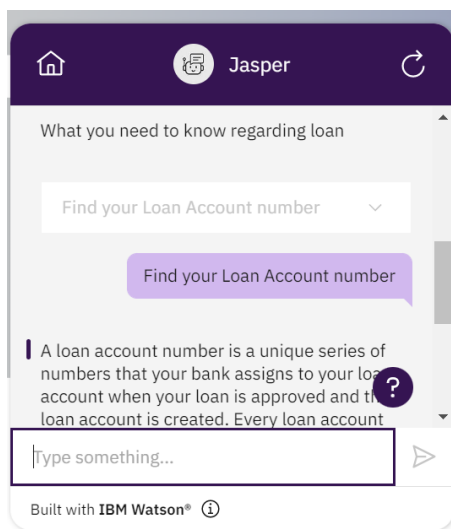 Jasper
What you need to know regarding loan
Find your Loan Account number
Find your Loan Account number
A loan account number is a unique series of
numbers that your bank assigns to your
?
account when your loan is approved and
loan account is created. Every loan account
Type something...
Built with IBM Watson®